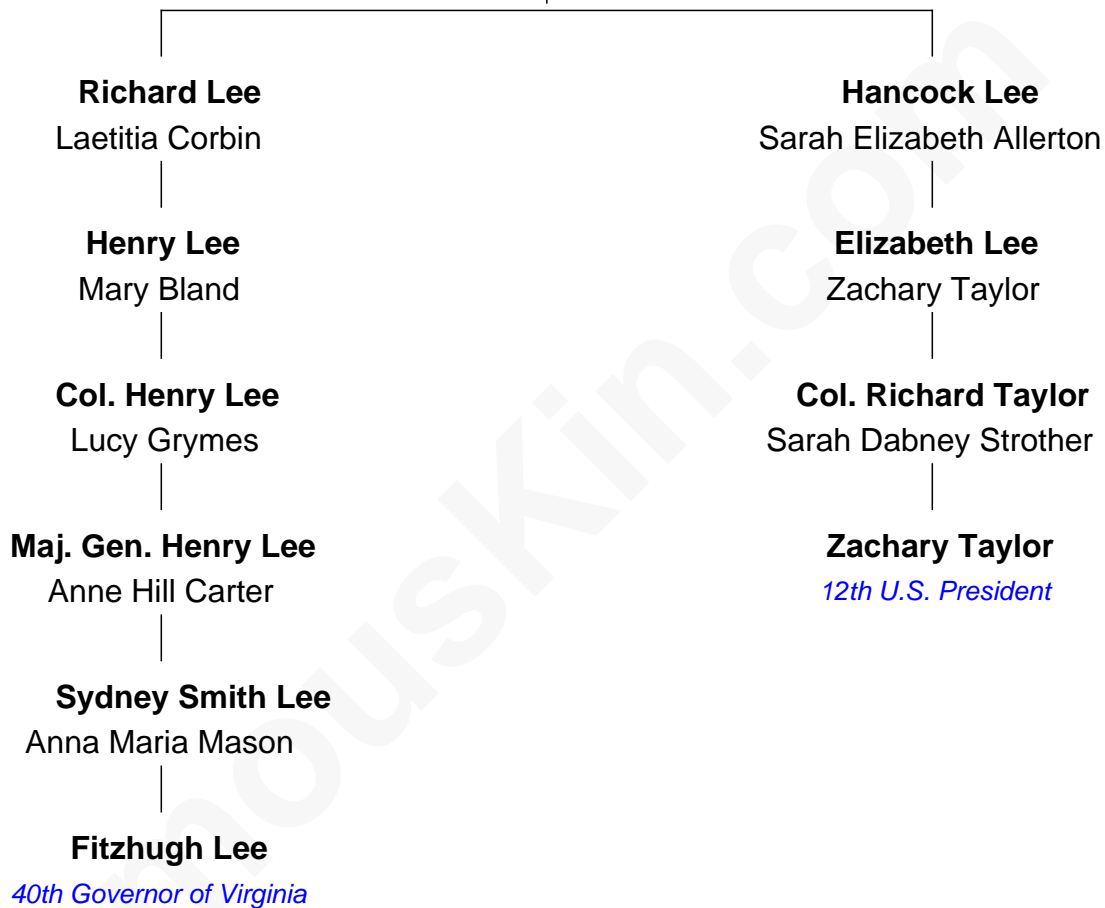 Richard Lee
Laetitia Corbin
Hancock Lee
Sarah Elizabeth Allerton
Henry Lee
Mary Bland
Elizabeth Lee
Zachary Taylor
Col. Henry Lee
Lucy Grymes
Col. Richard Taylor
Sarah Dabney Strother
Maj. Gen. Henry Lee
Anne Hill Carter
Zachary Taylor
12th U.S. President
Sydney Smith Lee
Anna Maria Mason
Fitzhugh Lee
40th Governor of Virginia
mousKin.com